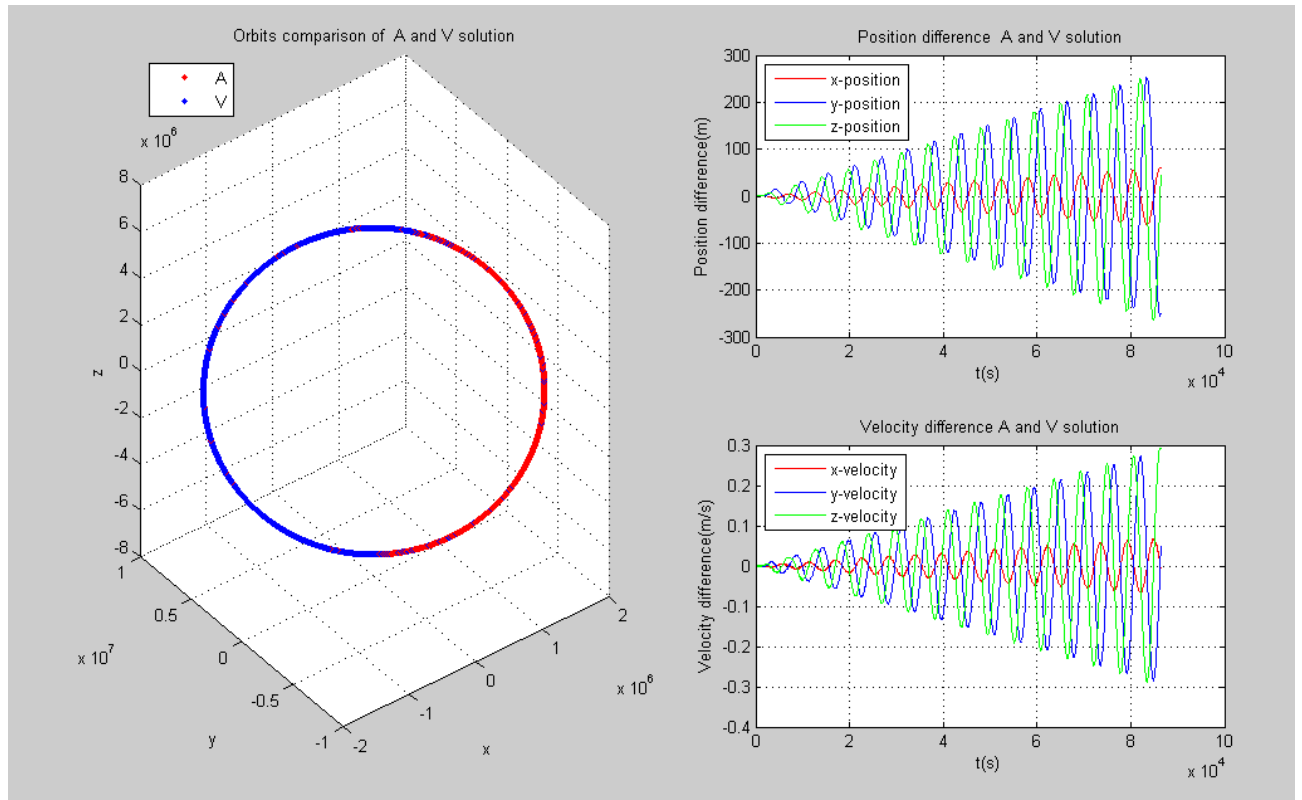 Orbits comparison of A and V solution
A
V
x 10^6
8
6
4
2
0
-2
-4
-6
-8
z
1
0.5
0
-0.5
-1
x 10^7
y
-2
-1
0
1
2
x 10^6
x
Position difference A and V solution
x-position
y-position
z-position
300
200
100
0
-100
-200
-300
Position difference(m)
0 2 4 6 8 10
t(s)
x 10^4
Velocity difference A and V solution
x-velocity
y-velocity
z-velocity
0.3
0.2
0.1
0
-0.1
-0.2
-0.3
-0.4
Velocity difference(m/s)
0 2 4 6 8 10
t(s)
x 10^4